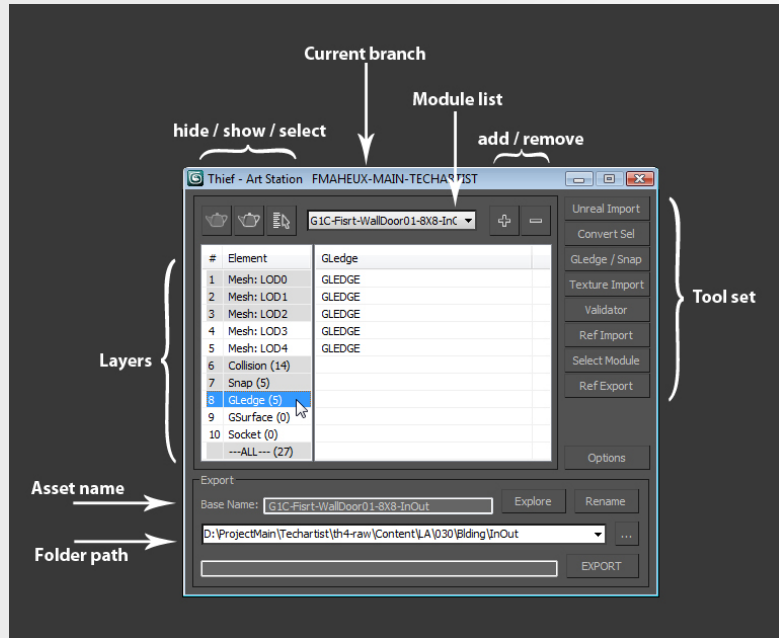 Current branch
Module list
hide / show / select
add / remove
Thief - Art Station FMAHEUX-MAIN-TECHARTIST
G1C-Fisrt-WallDoor01-8X8-InC
Unreal Import
Convert Sel
GLedge / Snap
Texture Import
Validator
Ref Import
Select Module
Ref Export
Options
Tool set
Layers
# Element GLedge
1 Mesh: LOD0 GLEDGE
2 Mesh: LOD1 GLEDGE
3 Mesh: LOD2 GLEDGE
4 Mesh: LOD3 GLEDGE
5 Mesh: LOD4 GLEDGE
6 Collision (14)
7 Snap (5)
8 GLedge (5)
9 GSurface (0)
10 Socket (0)
---ALL--- (27)
Export
Asset name
Base Name: G1C-Fisrt-WallDoor01-8X8-InOut Explore Rename
D:\ProjectMain\Techartist\th4-raw\Content\LA\030\Blding\InOut ...
Folder path
EXPORT